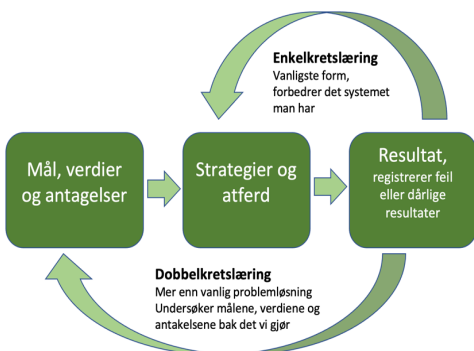 Enkelkretslæring
Vanligste form,
forbedrer det systemet
man har
Mål, verdier
og antagelser
Strategier og
atferd
Resultat,
registrerer feil
eller dårlige
resultater
Dobbelkretslæring
Mer enn vanlig problemløsning
Undersøker målene, verdiene og
antakelsene bak det vi gjør